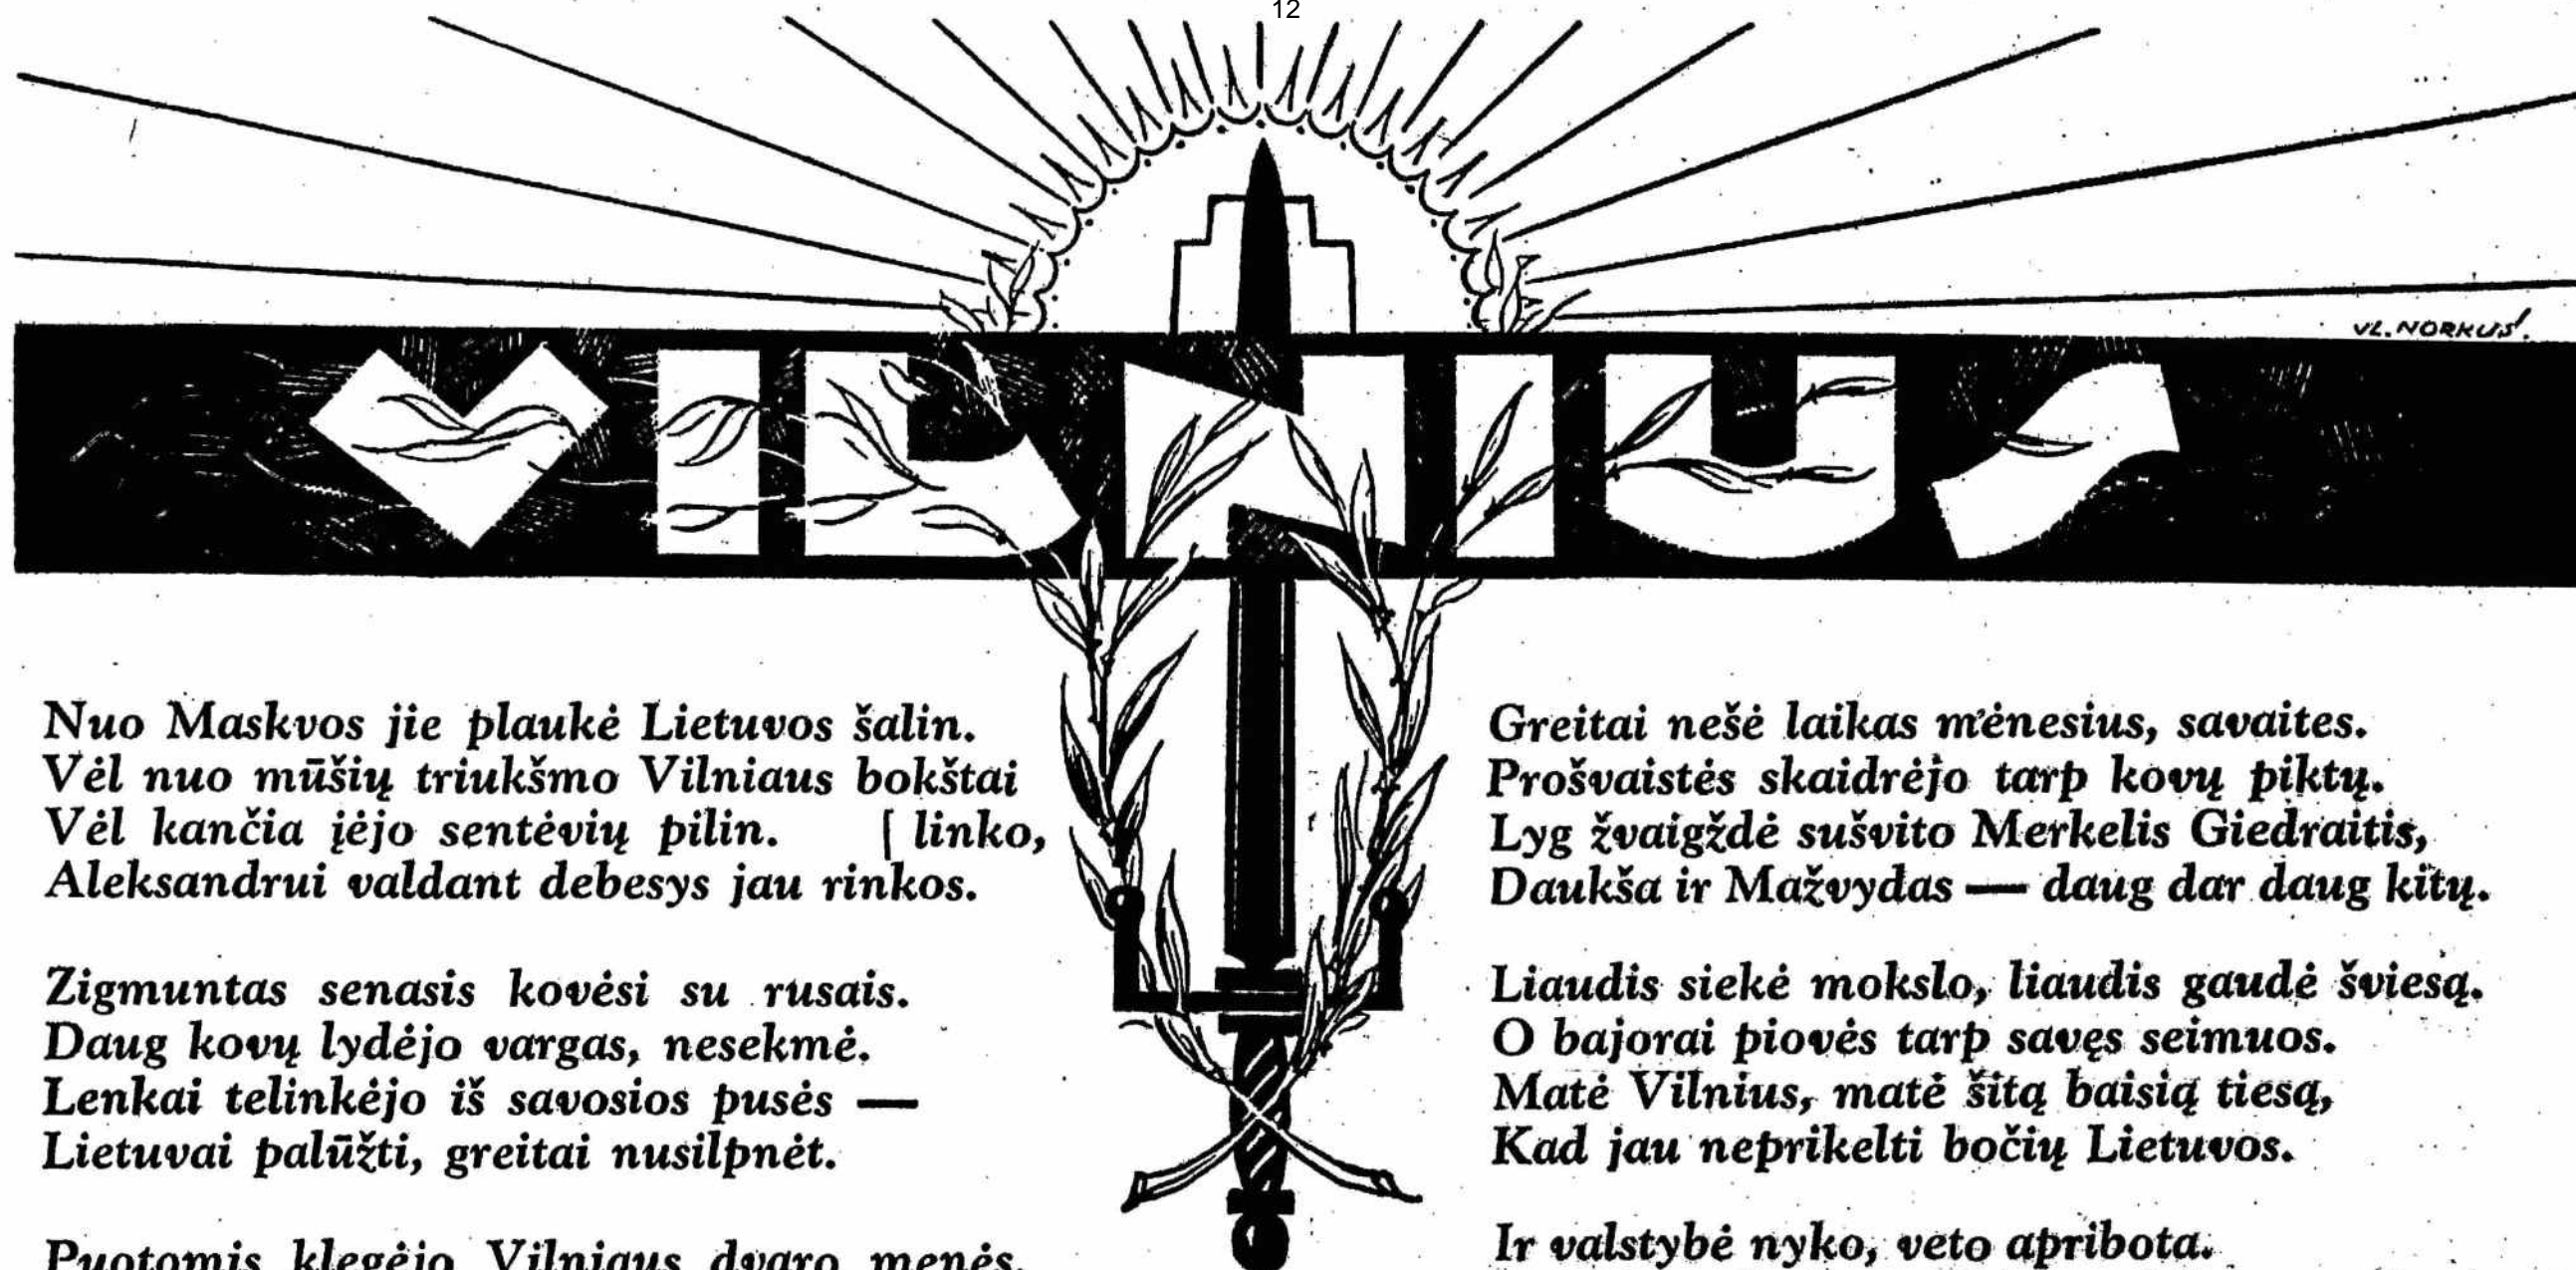 12
VL. NORKUS!
VILNIUS
Nuo Maskvos jie plaukė Lietuvos šalin.
Vėl nuo mūšių triukšmo Vilniaus bokštai
Vėl kančia įėjo sentėvių pilin. [ linko,
Aleksandrui valdant debesys jau rinkos.
Zigmuntas senasis kovėsi su rusais.
Daug kovų lydėjo vargas, nesekmė.
Lenkai telinkėjo iš savosios pusės —
Lietuvai palūžti, greitai nusilpnėt.
Puotomis klegėjo Vilniaus dvaro menės.
Greitai nešė laikas mėnesius, savaites.
Prošvaistės skaidrėjo tarp kovų piktų.
Lyg žvaigždė sušvito Merkelis Giedraitis,
Daukša ir Mažvydas — daug dar daug kitų.
Liaudis siekė mokslo, liaudis gaudė šviesą.
O bajorai piovės tarp savęs seimuos.
Matė Vilnius, matė šitą baisią tiesą,
Kad jau neprikelti bočių Lietuvos.
Ir valstybė nyko, veto apribota.